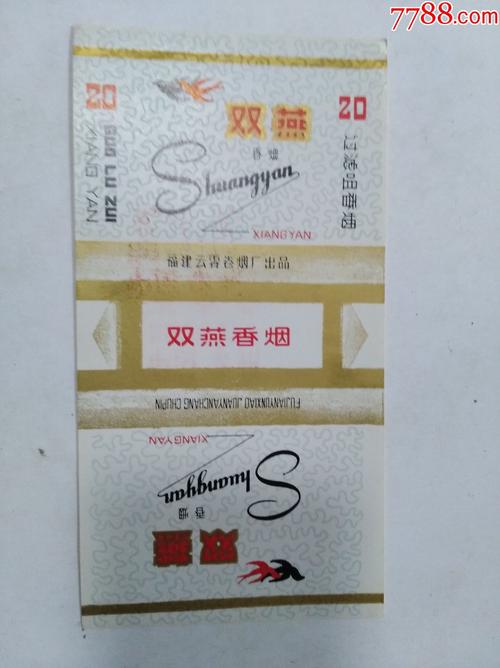 7788.com
双燕
香烟
Shuangyan
XIANGYAN
20
过滤咀香烟
20
GUO LU ZUI
XIANG YAN
福建云霄卷烟厂出品
双燕香烟
FUJIANYUNXIAO JUANYANCHANG CHUPIN
XIANGYAN
Shuangyan
香烟
双燕